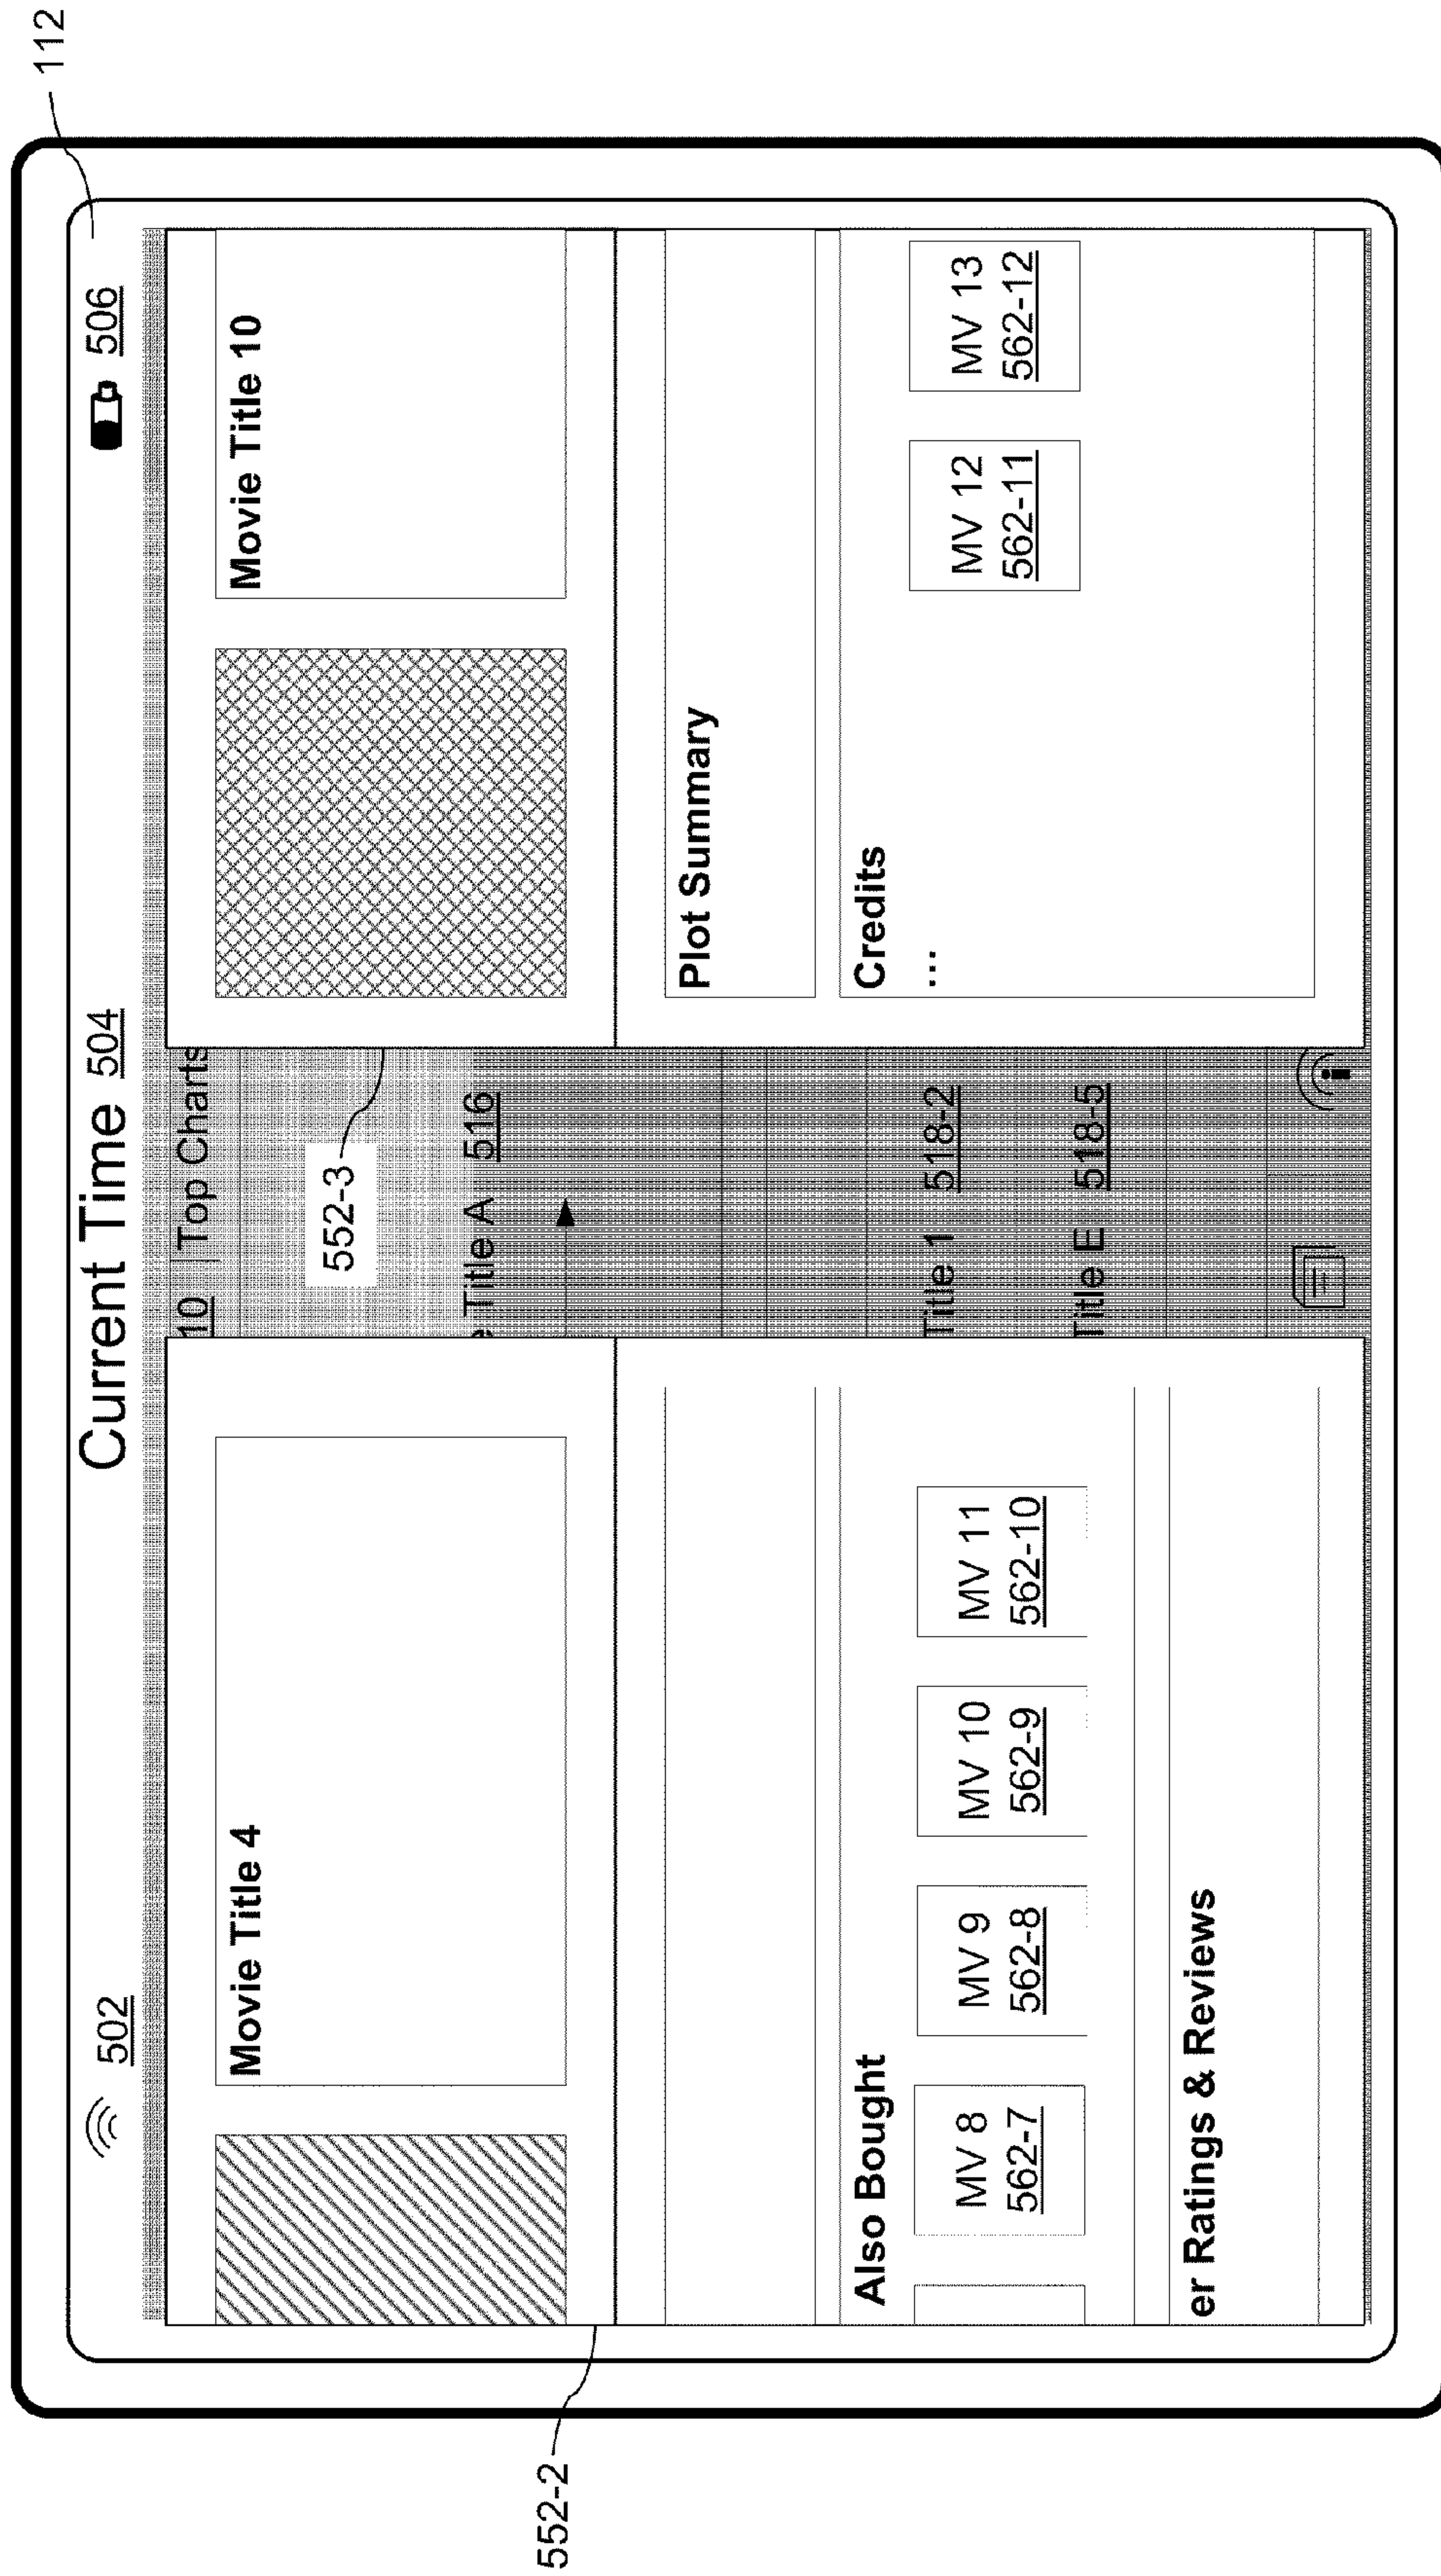 112
502
Current Time 504
506
Movie Title 4
10
Top Charts
Movie Title 10
552-3
Title A 516
552-2
Plot Summary
Also Bought
Credits
...
MV 8
562-7
MV 9
562-8
MV 10
562-9
MV 11
562-10
Title 1 518-2
MV 12
562-11
MV 13
562-12
Title E 518-5
er Ratings & Reviews